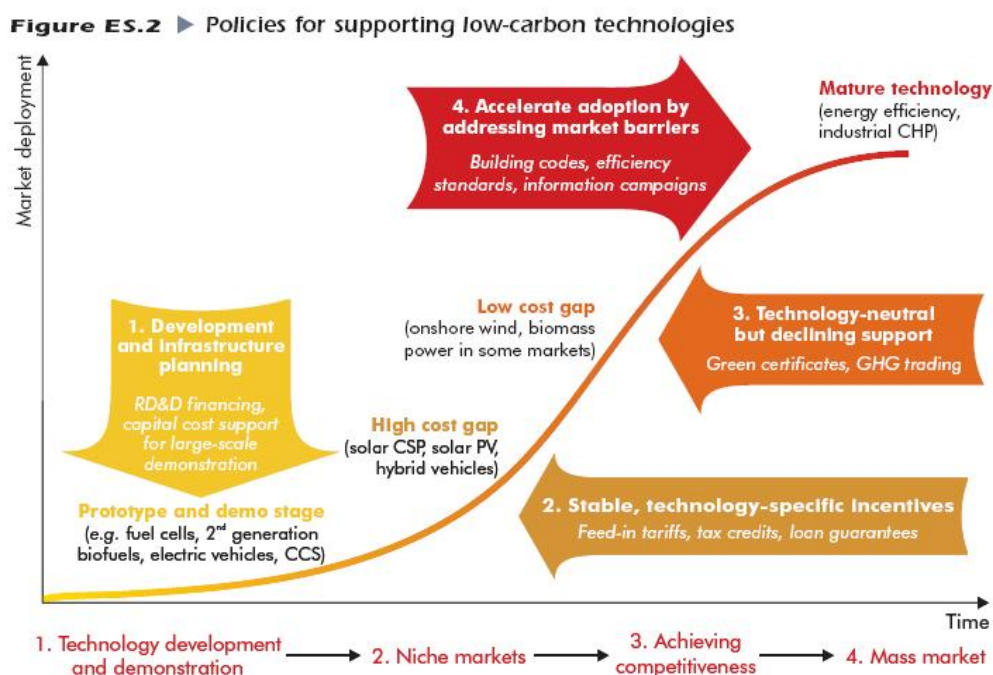 Figure ES.2 ▶ Policies for supporting low-carbon technologies
Market deployment
4. Accelerate adoption by
addressing market barriers
Building codes, efficiency
standards, information campaigns
Mature technology
(energy efficiency,
industrial CHP)
1. Development
and infrastructure
planning
RD&D financing,
capital cost support
for large-scale
demonstration
Low cost gap
(onshore wind, biomass
power in some markets)
3. Technology-neutral
but declining support
Green certificates, GHG trading
High cost gap
(solar CSP, solar PV,
hybrid vehicles)
Prototype and demo stage
(e.g. fuel cells, 2nd generation
biofuels, electric vehicles, CCS)
2. Stable, technology-specific incentives
Feed-in tariffs, tax credits, loan guarantees
Time
1. Technology development
and demonstration
2. Niche markets
3. Achieving
competitiveness
4. Mass market